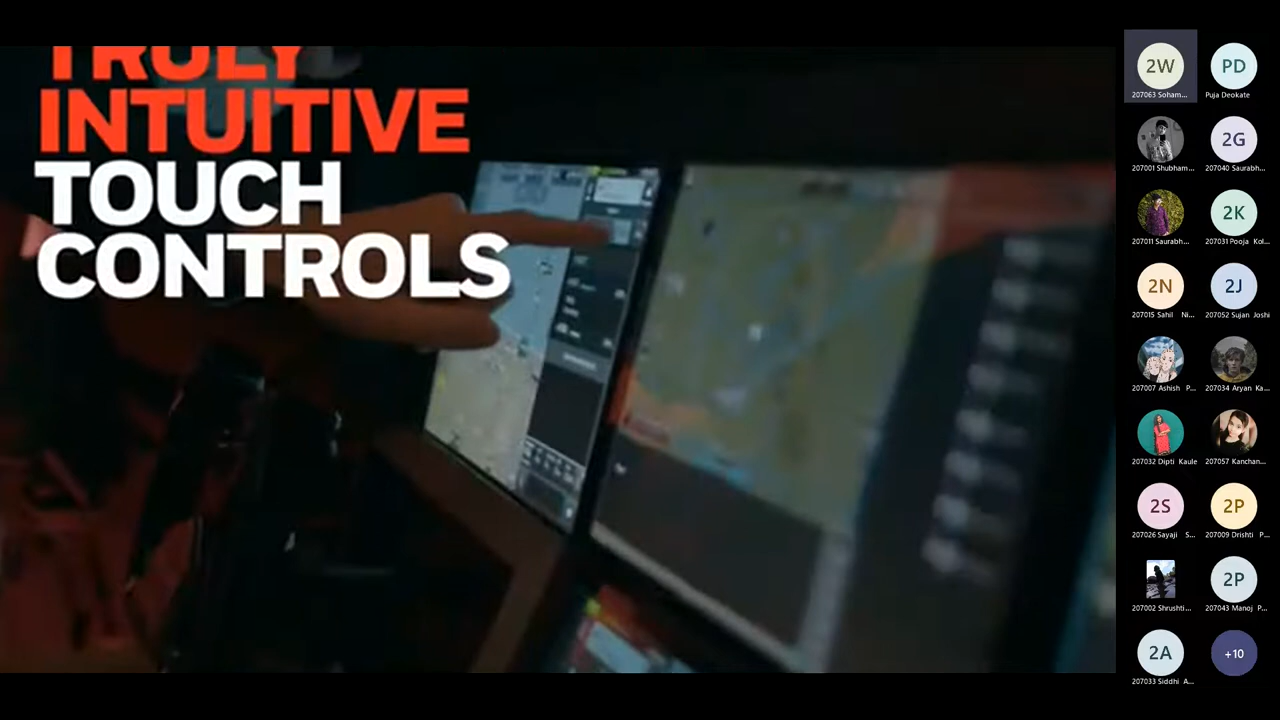 TRULY
INTUITIVE
TOUCH
CONTROLS
2W
207063 Soham...
PD
Puja Deokate
207001 Shubham...
2G
207040 Saurabh...
207011 Saurabh...
2K
207031 Pooja Kol...
2N
207015 Sahil Ni...
2J
207052 Sujan Joshi
207007 Ashish P...
207034 Aryan Ka...
207032 Dipti Kaule
207057 Kanchan...
2S
207026 Sayaji S...
2P
207009 Drishti P...
207002 Shrushti...
2P
207043 Manoj P...
2A
207033 Siddhi A...
+10